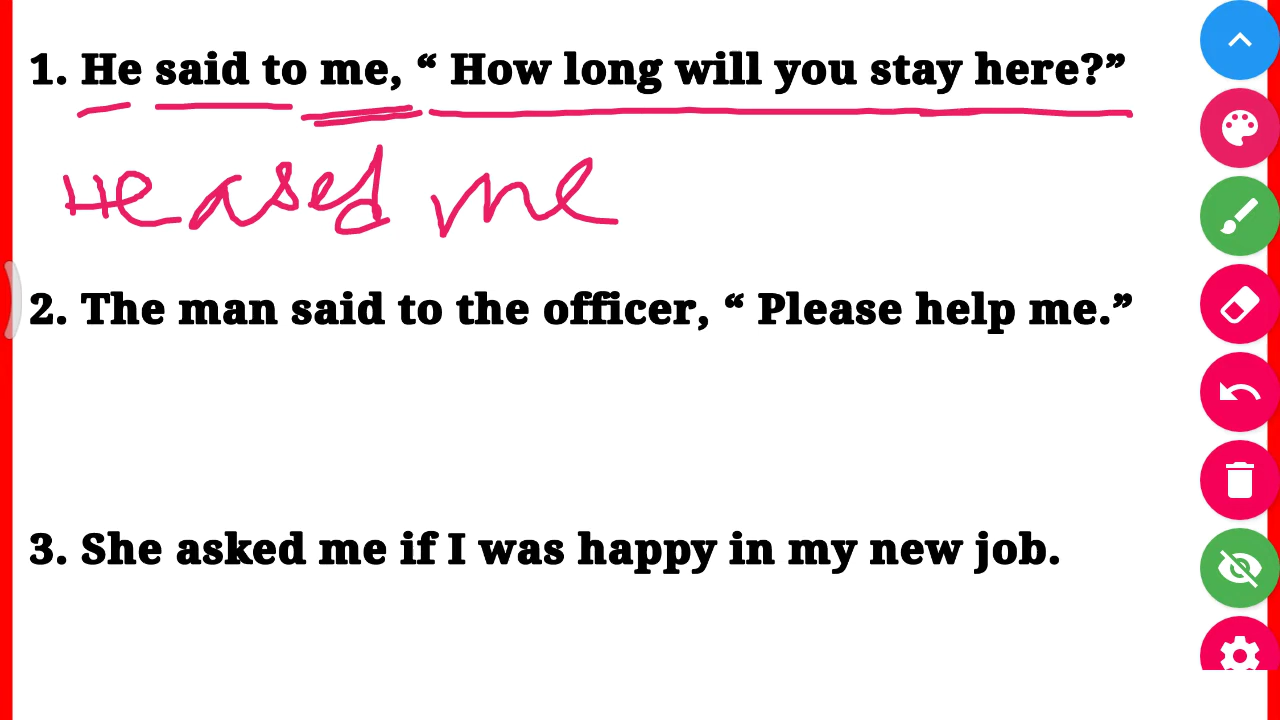 1. He said to me, “ How long will you stay here?”
He ased me
2. The man said to the officer, “ Please help me.”
3. She asked me if I was happy in my new job.